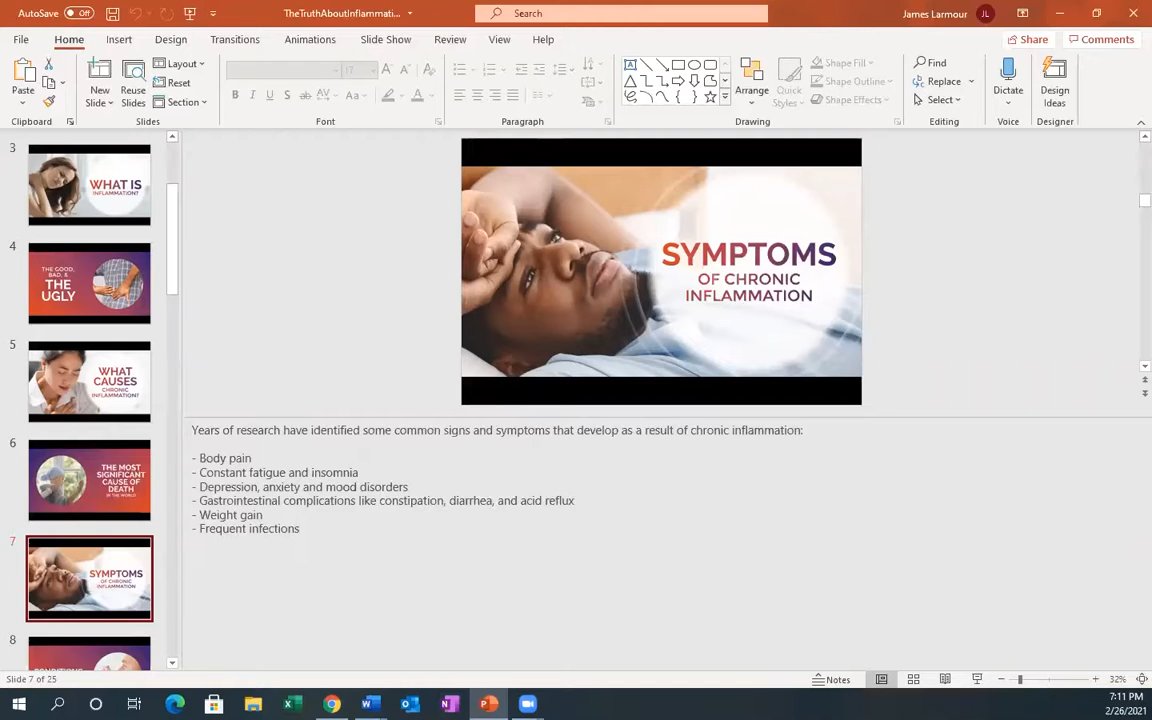 AutoSave Off
TheTruthAboutInflammati...
Search
James Larmour JL
File Home Insert Design Transitions Animations Slide Show Review View Help
Share Comments
Paste
New Slide
Reuse Slides
Layout
Reset
Section
17
B I U S ab AV Aa A
Arrange
Quick Styles
Shape Fill
Shape Outline
Shape Effects
Find
Replace
Select
Dictate
Design Ideas
Clipboard Slides Font Paragraph Drawing Editing Voice Designer
3
WHAT IS
INFLAMMATION?
4
THE GOOD,
BAD, &
THE
UGLY
5
WHAT
CAUSES
CHRONIC
INFLAMMATION?
6
THE MOST
SIGNIFICANT
CAUSE OF
DEATH
IN THE WORLD
7
SYMPTOMS
OF CHRONIC
INFLAMMATION
8
CONDITIONS
SYMPTOMS
OF CHRONIC
INFLAMMATION
Years of research have identified some common signs and symptoms that develop as a result of chronic inflammation:
- Body pain
- Constant fatigue and insomnia
- Depression, anxiety and mood disorders
- Gastrointestinal complications like constipation, diarrhea, and acid reflux
- Weight gain
- Frequent infections
Slide 7 of 25
Notes
32%
7:11 PM
2/26/2021